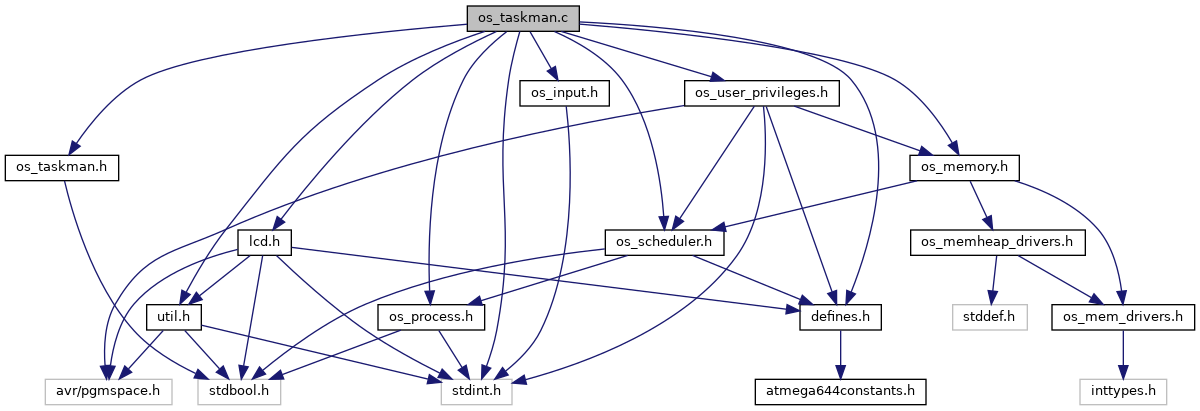 os_taskman.c
os_input.h
os_user_privileges.h
os_taskman.h
os_memory.h
lcd.h
os_scheduler.h
os_memheap_drivers.h
util.h
os_process.h
defines.h
stddef.h
os_mem_drivers.h
avr/pgmspace.h
stdbool.h
stdint.h
atmega644constants.h
inttypes.h